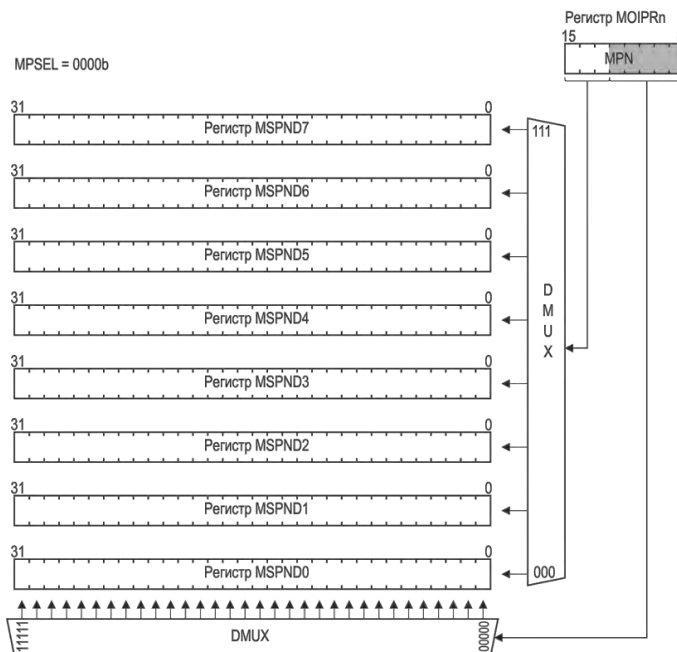 Регистр MOIPRn
15
MPN
MPSEL = 0000b
31 0
Регистр MSPND7
111
31 0
Регистр MSPND6
31 0
Регистр MSPND5
31 0
Регистр MSPND4
DMUX
31 0
Регистр MSPND3
31 0
Регистр MSPND2
31 0
Регистр MSPND1
31 0
Регистр MSPND0
000
11111
DMUX
00000